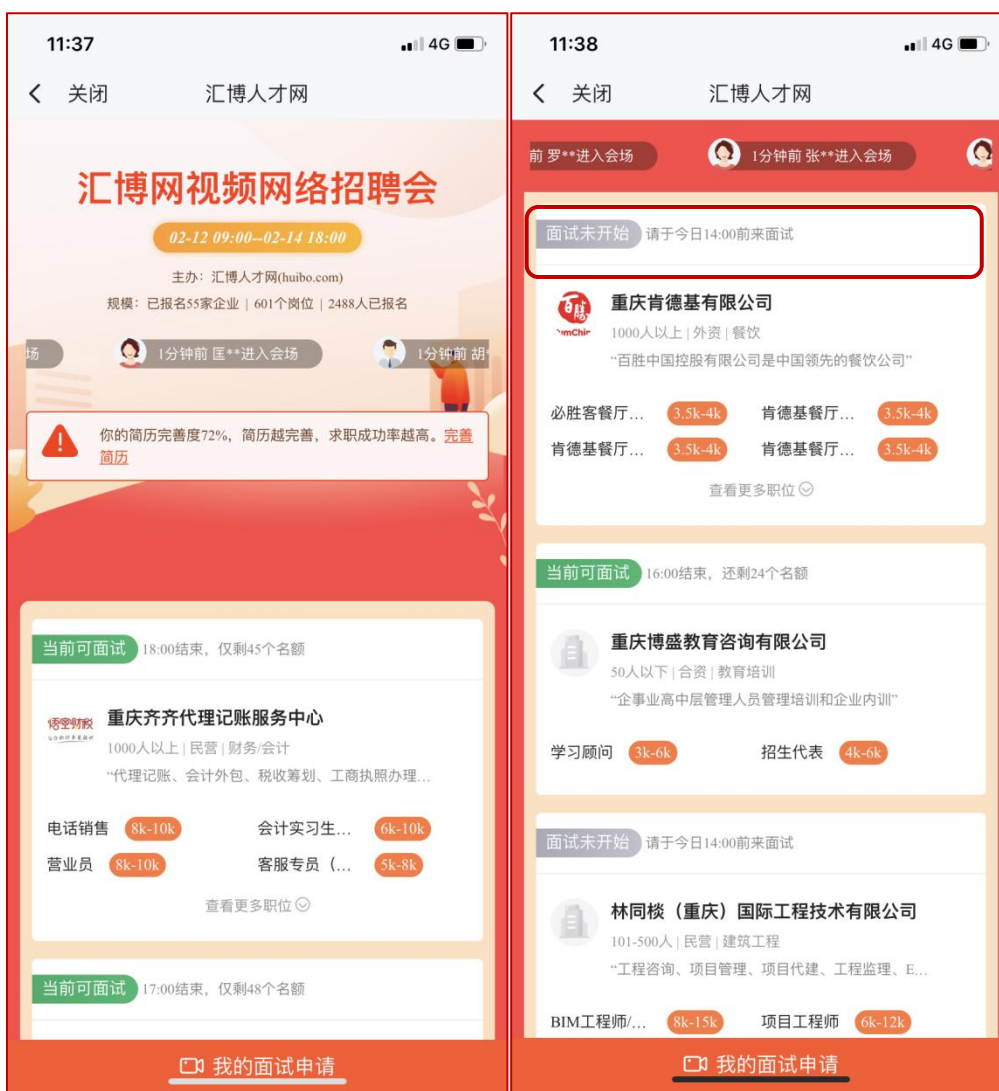 11:37
4G
关闭
汇博人才网
汇博网视频网络招聘会
02-12 09:00--02-14 18:00
主办：汇博人才网(huibo.com)
规模：已报名55家企业 | 601个岗位 | 2488人已报名
场
1分钟前 匡**进入会场
1分钟前 胡*
你的简历完善度72%，简历越完善，求职成功率越高。完善
简历
当前可面试 18:00结束，仅剩45个名额
悟空财税
重庆齐齐代理记账服务中心
1000人以上 | 民营 | 财务/会计
“代理记账、会计外包、税收筹划、工商执照办理...
电话销售 8k-10k 会计实习生... 6k-10k
营业员 8k-10k 客服专员（... 5k-8k
查看更多职位
当前可面试 17:00结束，仅剩48个名额
我的面试申请
11:38
4G
关闭
汇博人才网
前 罗**进入会场
1分钟前 张**进入会场
面试未开始 请于今日14:00前来面试
百胜
YumChin
重庆肯德基有限公司
1000人以上 | 外资 | 餐饮
“百胜中国控股有限公司是中国领先的餐饮公司”
必胜客餐厅... 3.5k-4k 肯德基餐厅... 3.5k-4k
肯德基餐厅... 3.5k-4k 肯德基餐厅... 3.5k-4k
查看更多职位
当前可面试 16:00结束，还剩24个名额
重庆博盛教育咨询有限公司
50人以下 | 合资 | 教育培训
“企事业高中层管理人员管理培训和企业内训”
学习顾问 3k-6k 招生代表 4k-6k
面试未开始 请于今日14:00前来面试
林同棪（重庆）国际工程技术有限公司
101-500人 | 民营 | 建筑工程
“工程咨询、项目管理、项目代建、工程监理、E...
BIM工程师/... 8k-15k 项目工程师 6k-12k
我的面试申请